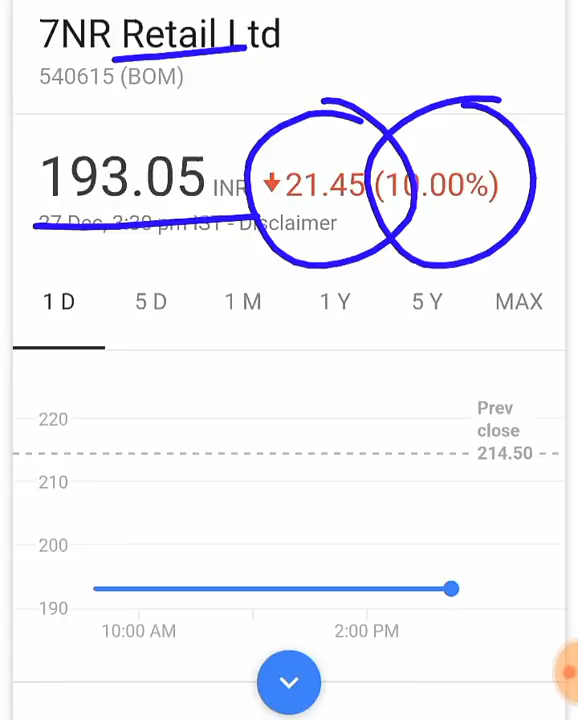 7NR Retail Ltd
540615 (BOM)
193.05 INR ↓21.45 (10.00%)
27 Dec, 3:30 pm IST - Disclaimer
1 D 5 D 1 M 1 Y 5 Y MAX
Prev
close
214.50
220
210
200
190
10:00 AM 2:00 PM